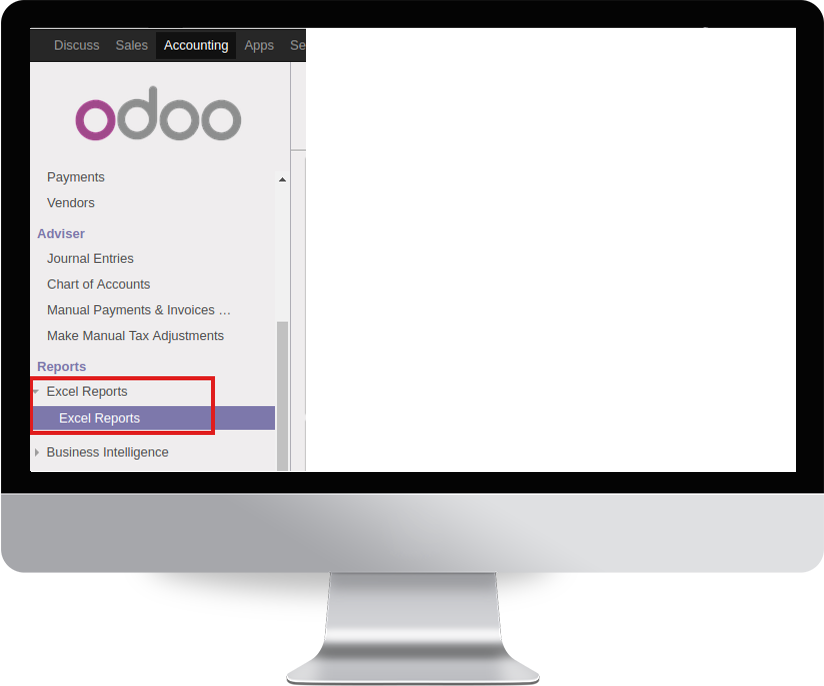 Discuss Sales Accounting Apps Se
odoo
Payments
Vendors
Adviser
Journal Entries
Chart of Accounts
Manual Payments & Invoices ...
Make Manual Tax Adjustments
Reports
Excel Reports
Excel Reports
Business Intelligence